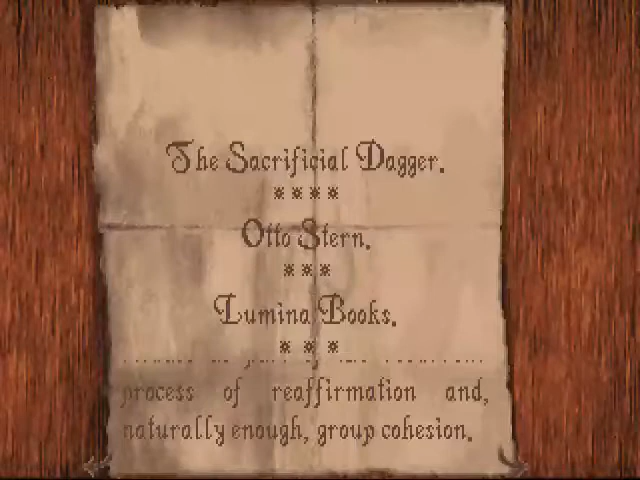 The Sacrificial Dagger.
****
Otto Stern.
***
Lumina Books.
***
process of reaffirmation and,
naturally enough, group cohesion.